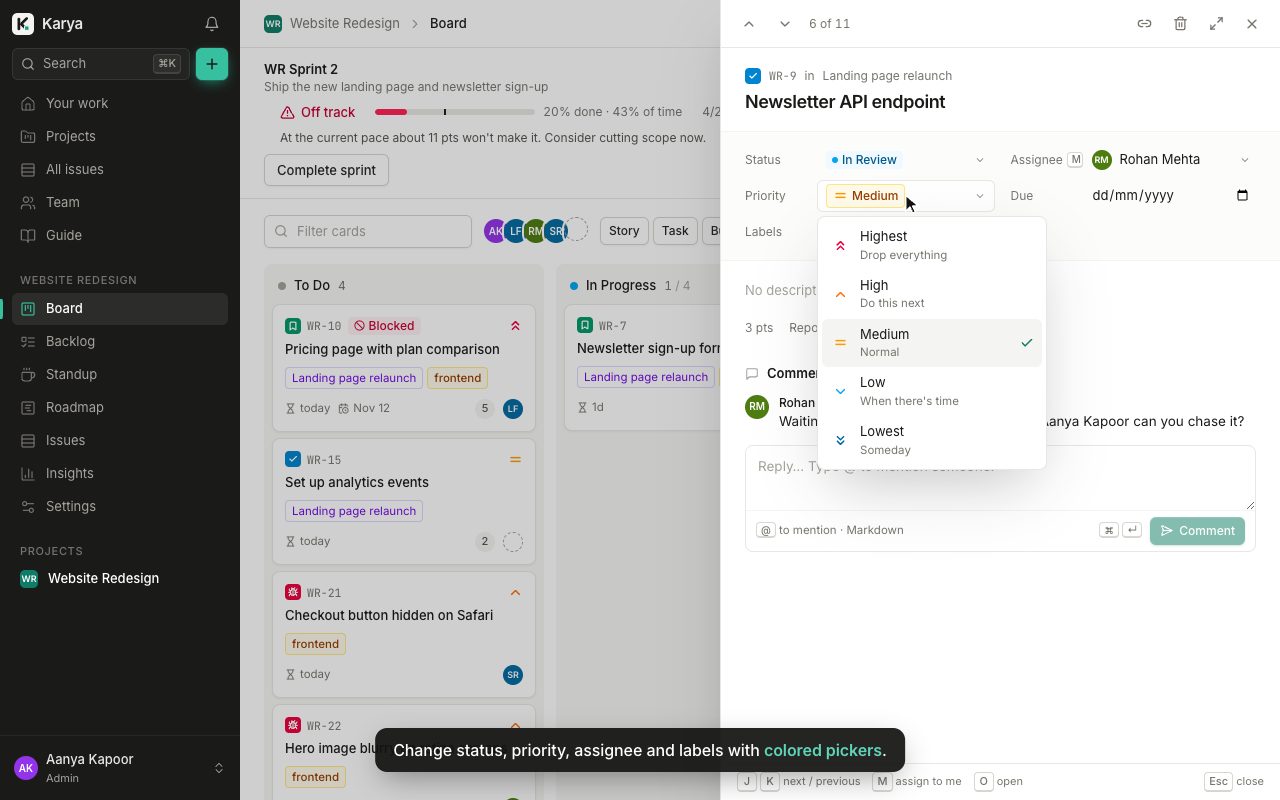 Karya
Search ⌘K
Your work
Projects
All issues
Team
Guide
WEBSITE REDESIGN
Board
Backlog
Standup
Roadmap
Issues
Insights
Settings
PROJECTS
WR Website Redesign
AK Aanya Kapoor
Admin
WR Website Redesign Board
WR Sprint 2
Ship the new landing page and newsletter sign-up
Off track 20% done · 43% of time 4/2
At the current pace about 11 pts won't make it. Consider cutting scope now.
Complete sprint
Filter cards AK LF RM SR Story Task
To Do 4
WR-10 Blocked
Pricing page with plan comparison
Landing page relaunch frontend
today Nov 12 5 LF
WR-15
Set up analytics events
Landing page relaunch
today 2
WR-21
Checkout button hidden on Safari
frontend
today SR
WR-22
Hero image
In Progress 1 / 4
WR-7
Newsletter sign-up
Landing page relaunch
1d
6 of 11
WR-9 in Landing page relaunch
Newsletter API endpoint
Status In Review Assignee M RM Rohan Mehta
Priority Medium Due dd/mm/yyyy
Labels
Highest
Drop everything
High
Do this next
Medium
Normal
Low
When there's time
Lowest
Someday
No
3 pts
RM Rohan
Aanya Kapoor can you chase it?
Reply...
@ to mention · Markdown ⌘ ↵ Comment
Change status, priority, assignee and labels with colored pickers.
J K next / previous M assign to me O open Esc close